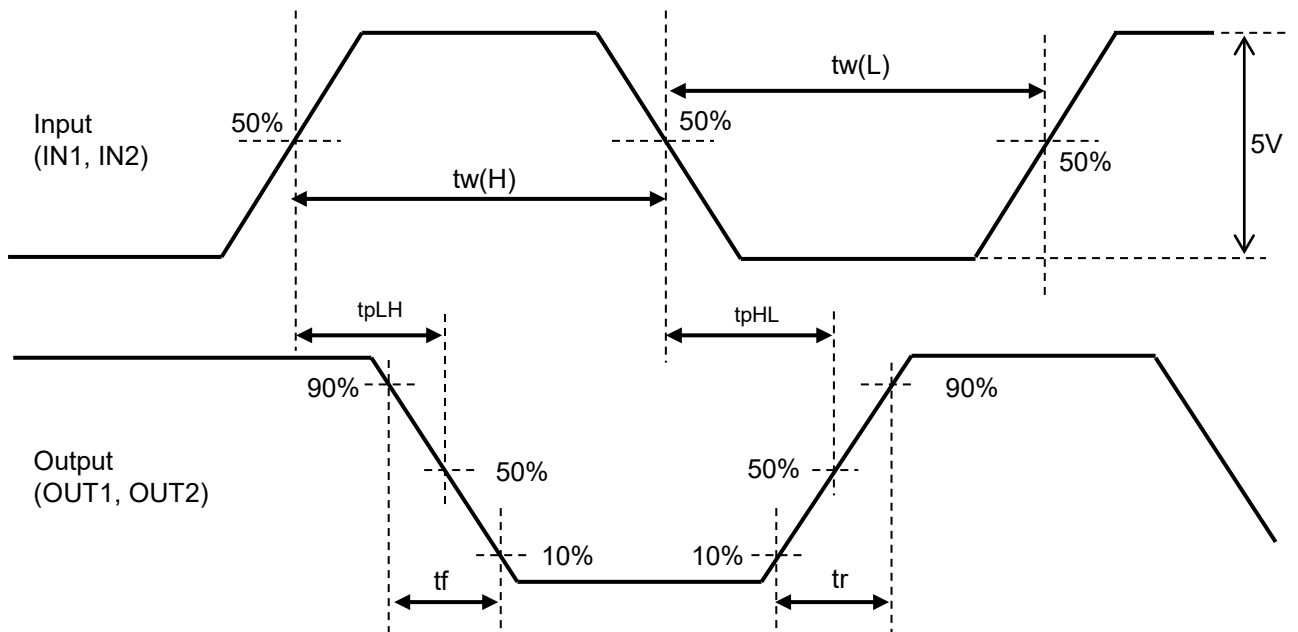 tw(L)
Input
(IN1, IN2)
50%
50%
50%
5V
tw(H)
tpLH
tpHL
90%
90%
Output
(OUT1, OUT2)
50%
50%
10%
10%
tf
tr